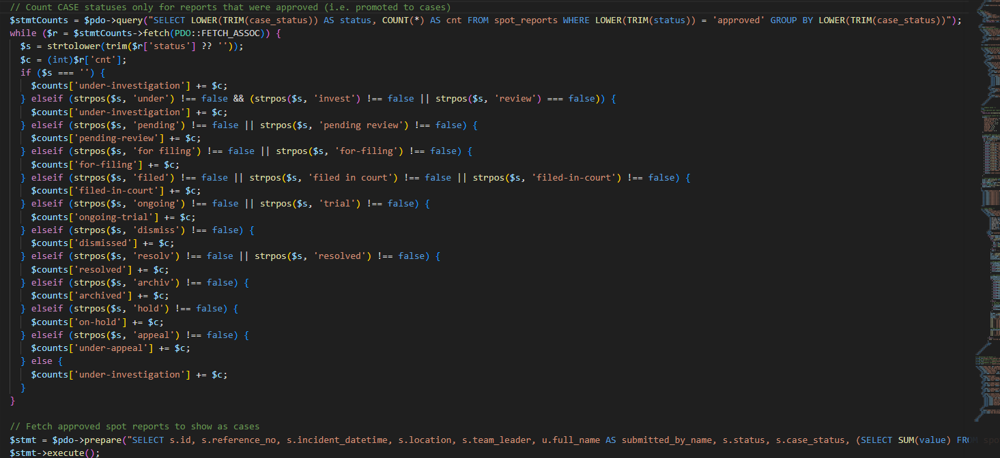 // Count CASE statuses only for reports that were approved (i.e. promoted to cases)
$stmtCounts = $pdo->query("SELECT LOWER(TRIM(case_status)) AS status, COUNT(*) AS cnt FROM spot_reports WHERE LOWER(TRIM(status)) = 'approved' GROUP BY LOWER(TRIM(case_status))");
while ($r = $stmtCounts->fetch(PDO::FETCH_ASSOC)) {
  $s = strtolower(trim($r['status'] ?? ''));
  $c = (int)$r['cnt'];
  if ($s === '') {
    $counts['under-investigation'] += $c;
  } elseif (strpos($s, 'under') !== false && (strpos($s, 'invest') !== false || strpos($s, 'review') === false)) {
    $counts['under-investigation'] += $c;
  } elseif (strpos($s, 'pending') !== false || strpos($s, 'pending review') !== false) {
    $counts['pending-review'] += $c;
  } elseif (strpos($s, 'for filing') !== false || strpos($s, 'for-filing') !== false) {
    $counts['for-filing'] += $c;
  } elseif (strpos($s, 'filed') !== false || strpos($s, 'filed in court') !== false || strpos($s, 'filed-in-court') !== false) {
    $counts['filed-in-court'] += $c;
  } elseif (strpos($s, 'ongoing') !== false || strpos($s, 'trial') !== false) {
    $counts['ongoing-trial'] += $c;
  } elseif (strpos($s, 'dismiss') !== false) {
    $counts['dismissed'] += $c;
  } elseif (strpos($s, 'resolv') !== false || strpos($s, 'resolved') !== false) {
    $counts['resolved'] += $c;
  } elseif (strpos($s, 'archiv') !== false) {
    $counts['archived'] += $c;
  } elseif (strpos($s, 'hold') !== false) {
    $counts['on-hold'] += $c;
  } elseif (strpos($s, 'appeal') !== false) {
    $counts['under-appeal'] += $c;
  } else {
    $counts['under-investigation'] += $c;
  }
}
// Fetch approved spot reports to show as cases
$stmt = $pdo->prepare("SELECT s.id, s.reference_no, s.incident_datetime, s.location, s.team_leader, u.full_name AS submitted_by_name, s.status, s.case_status, (SELECT SUM(value) FRO
$stmt->execute();